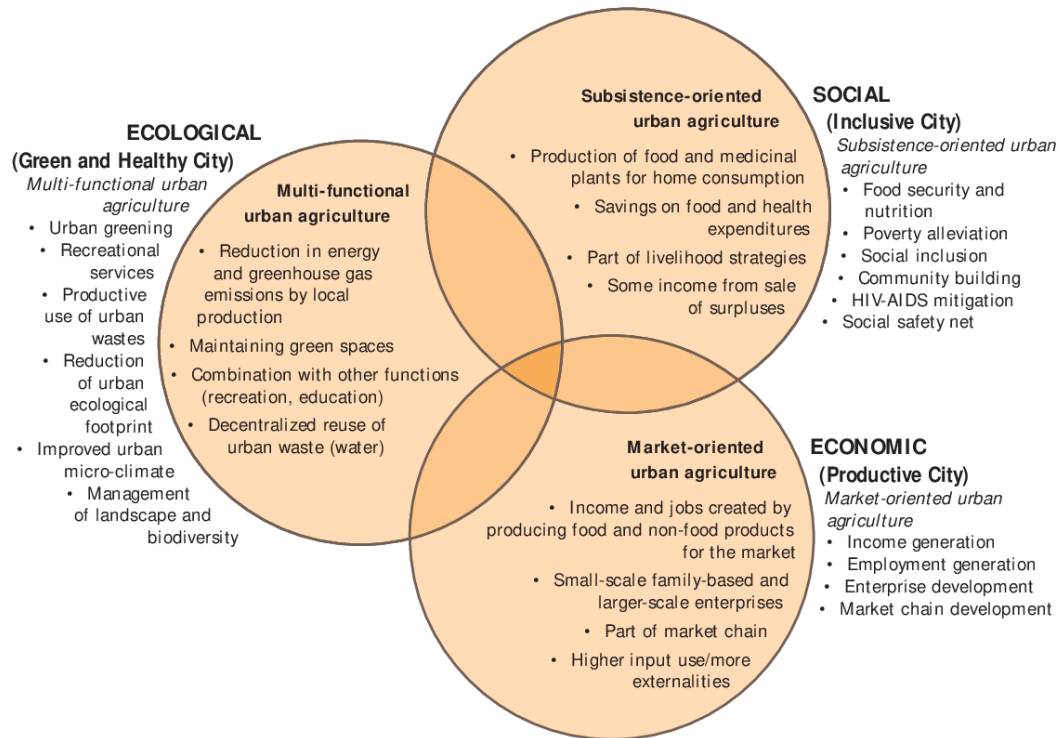 ECOLOGICAL
(Green and Healthy City)
Multi-functional urban
agriculture
• Urban greening
• Recreational
services
• Productive
use of urban
wastes
• Reduction
of urban
ecological
footprint
• Improved urban
micro-climate
• Management
of landscape and
biodiversity
Multi-functional
urban agriculture
• Reduction in energy
and greenhouse gas
emissions by local
production
• Maintaining green spaces
• Combination with other functions
(recreation, education)
• Decentralized reuse of
urban waste (water)
Subsistence-oriented
urban agriculture
• Production of food and medicinal
plants for home consumption
• Savings on food and health
expenditures
• Part of livelihood strategies
• Some income from sale
of surpluses
SOCIAL
(Inclusive City)
Subsistence-oriented urban
agriculture
• Food security and
nutrition
• Poverty alleviation
• Social inclusion
• Community building
• HIV-AIDS mitigation
• Social safety net
Market-oriented
urban agriculture
• Income and jobs created by
producing food and non-food products
for the market
• Small-scale family-based and
larger-scale enterprises
• Part of market chain
• Higher input use/more
externalities
ECONOMIC
(Productive City)
Market-oriented urban
agriculture
• Income generation
• Employment generation
• Enterprise development
• Market chain development